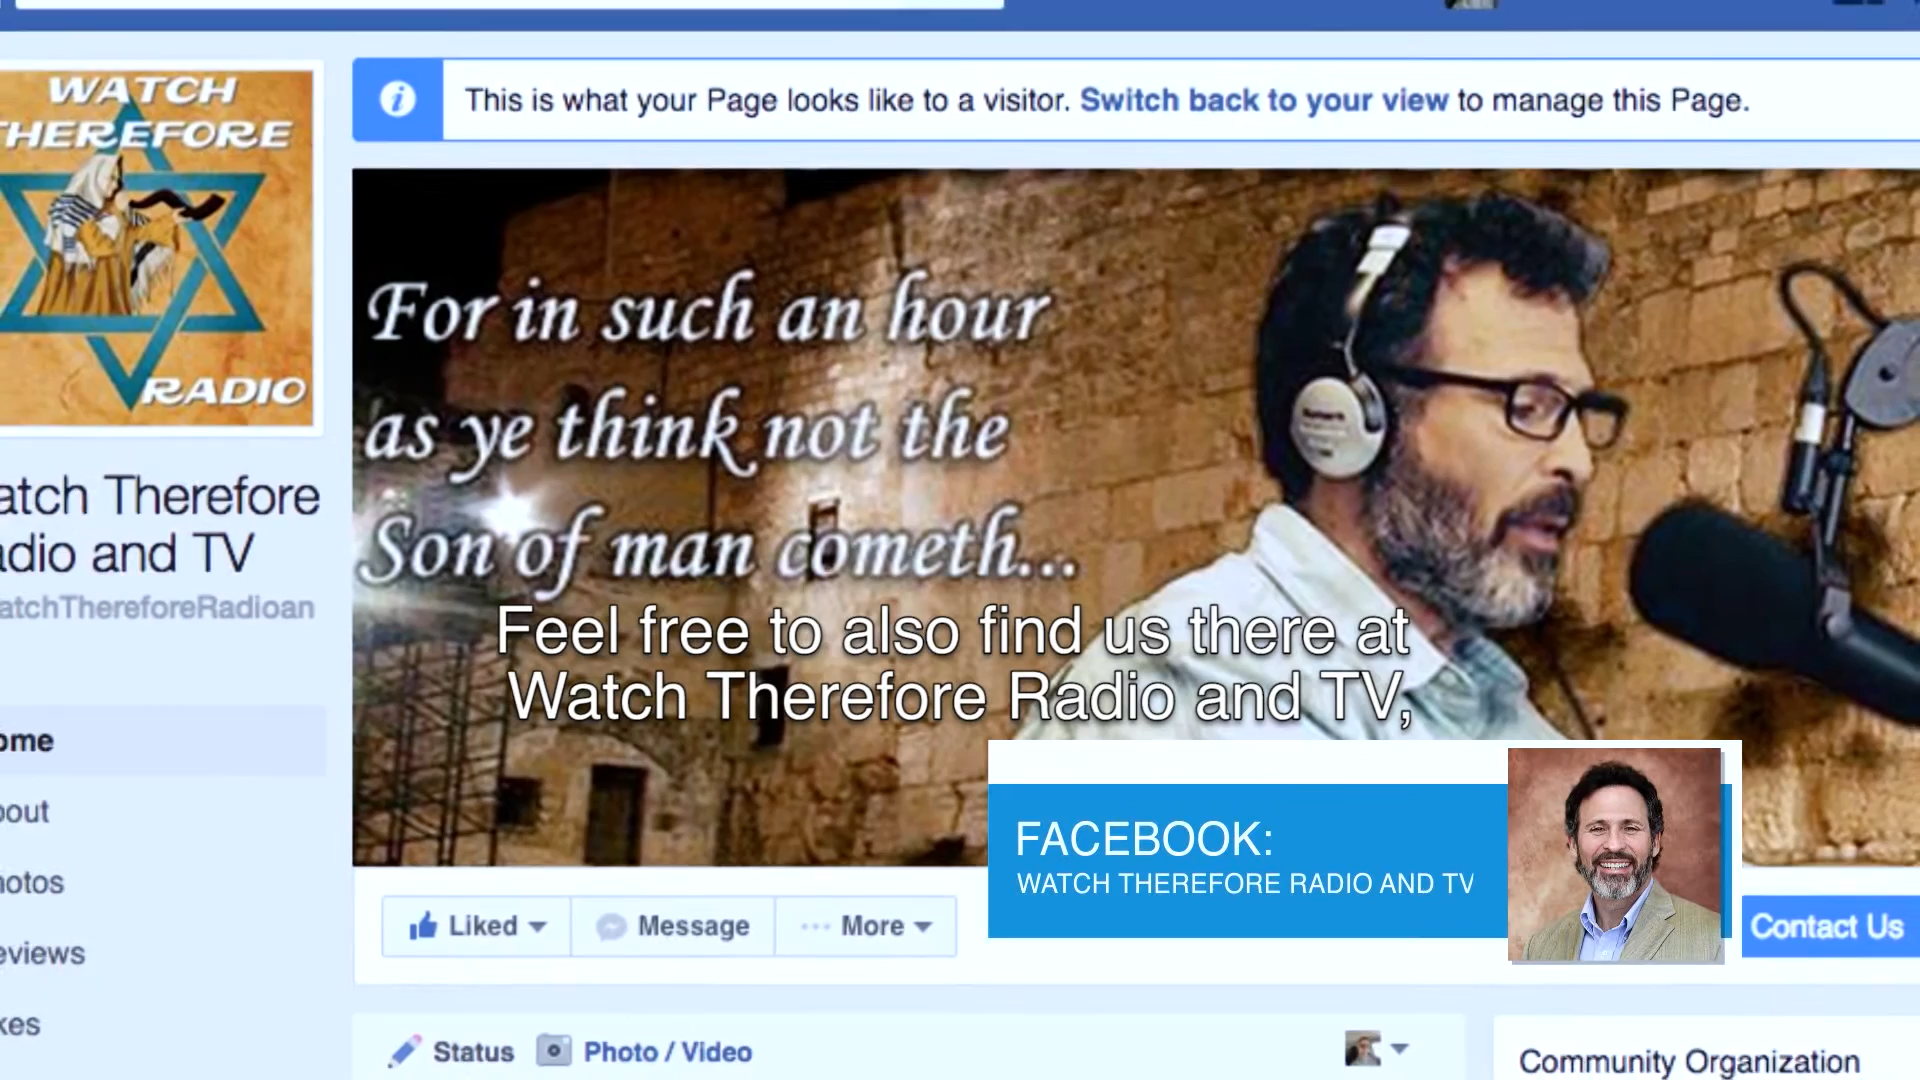 WATCH
THEREFORE
RADIO
This is what your Page looks like to a visitor. Switch back to your view to manage this Page.
For in such an hour
as ye think not the
Son of man cometh...
atch Therefore
adio and TV
atchThereforeRadioan
ome
bout
hotos
eviews
kes
Feel free to also find us there at
Watch Therefore Radio and TV,
FACEBOOK:
WATCH THEREFORE RADIO AND TV
Liked
Message
More
Contact Us
Status
Photo / Video
Community Organization